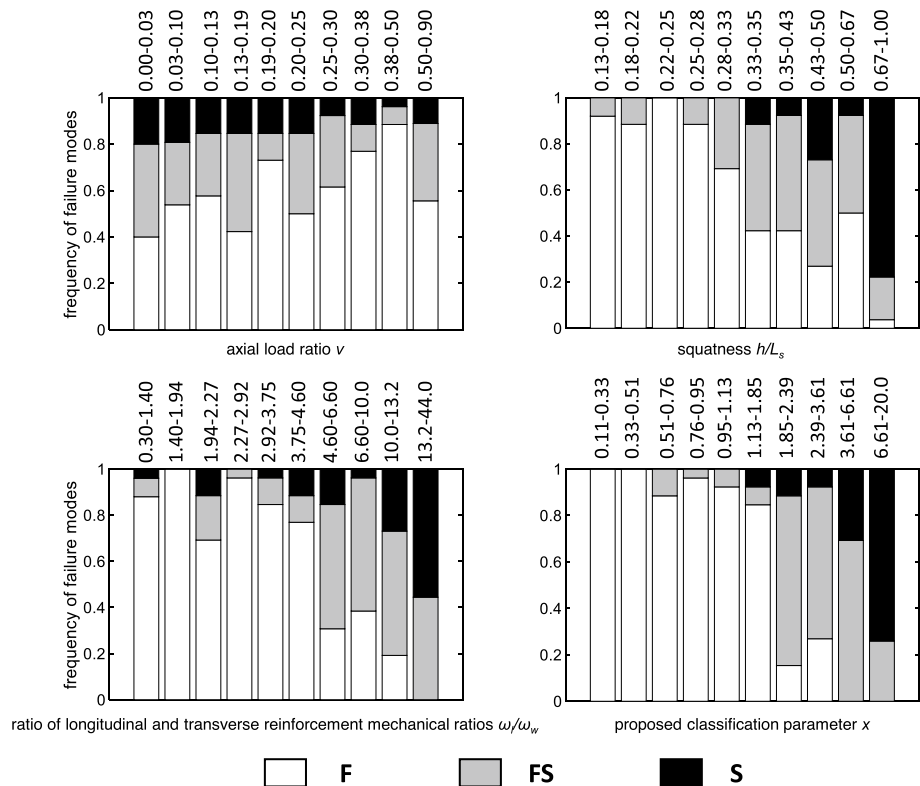 0.00-0.03 0.03-0.10 0.10-0.13 0.13-0.19 0.19-0.20 0.20-0.25 0.25-0.30 0.30-0.38 0.38-0.50 0.50-0.90
1
0.8
0.6
0.4
0.2
0
frequency of failure modes
axial load ratio v
0.13-0.18 0.18-0.22 0.22-0.25 0.25-0.28 0.28-0.33 0.33-0.35 0.35-0.43 0.43-0.50 0.50-0.67 0.67-1.00
1
0.8
0.6
0.4
0.2
0
squatness h/Ls
0.30-1.40 1.40-1.94 1.94-2.27 2.27-2.92 2.92-3.75 3.75-4.60 4.60-6.60 6.60-10.0 10.0-13.2 13.2-44.0
1
0.8
0.6
0.4
0.2
0
frequency of failure modes
ratio of longitudinal and transverse reinforcement mechanical ratios ωl/ωw
0.11-0.33 0.33-0.51 0.51-0.76 0.76-0.95 0.95-1.13 1.13-1.85 1.85-2.39 2.39-3.61 3.61-6.61 6.61-20.0
1
0.8
0.6
0.4
0.2
0
proposed classification parameter x
F FS S